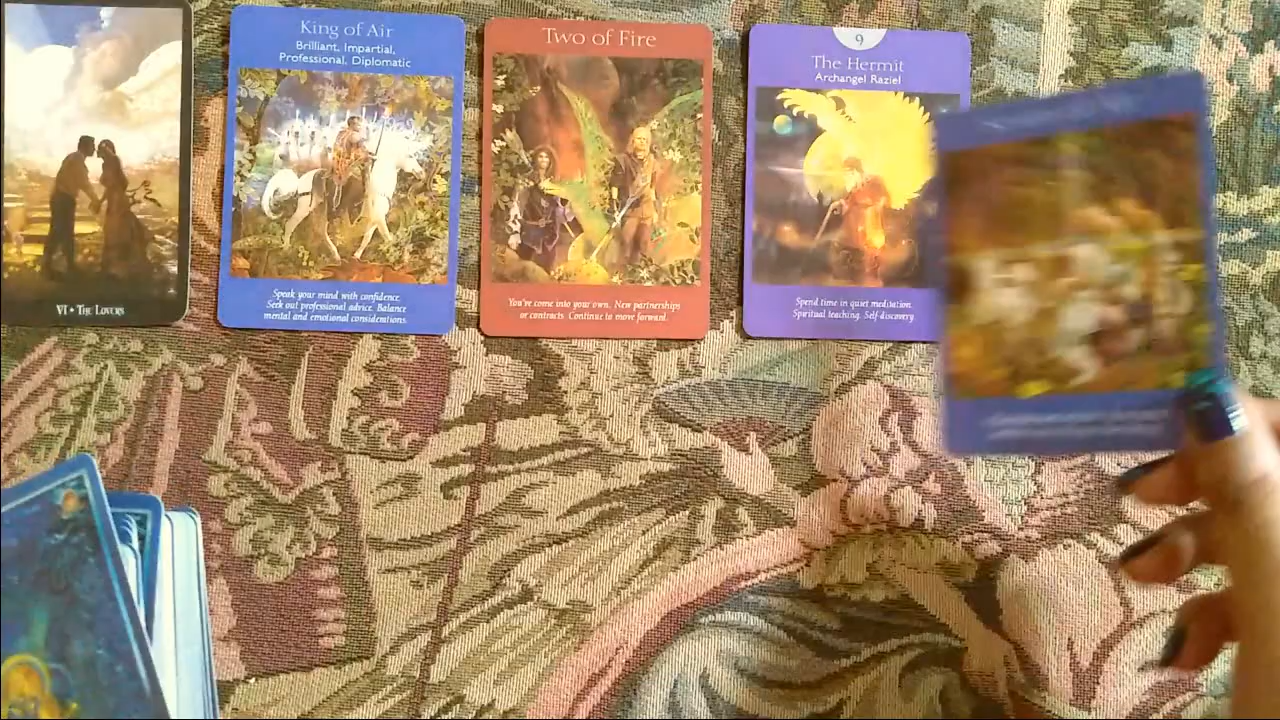 VI • The Lovers
King of Air
Brilliant, Impartial,
Professional, Diplomatic
Speak your mind with confidence.
Seek out professional advice. Balance
mental and emotional considerations.
Two of Fire
You've come into your own. New partnerships
or contracts. Continue to move forward.
9
The Hermit
Archangel Raziel
Spend time in quiet meditation.
Spiritual teaching. Self discovery